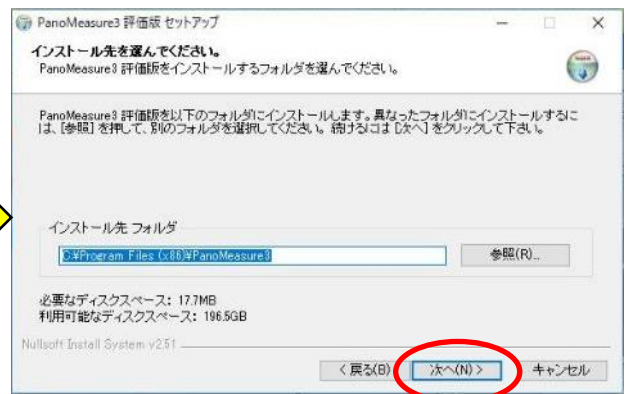 PanoMeasure3 評価版 セットアップ
インストール先を選んでください。
PanoMeasure3 評価版をインストールするフォルダを選んでください。
PanoMeasure3 評価版を以下のフォルダにインストールします。異なったフォルダにインストールするに
は、[参照] を押して、別のフォルダを選択してください。 続けるには [次へ] をクリックして下さい。
インストール先 フォルダ
C:¥Program Files (x86)¥PanoMeasure3
参照(R)...
必要なディスクスペース: 17.7MB
利用可能なディスクスペース: 196.5GB
Nullsoft Install System v2.51
< 戻る(B)
次へ(N) >
キャンセル